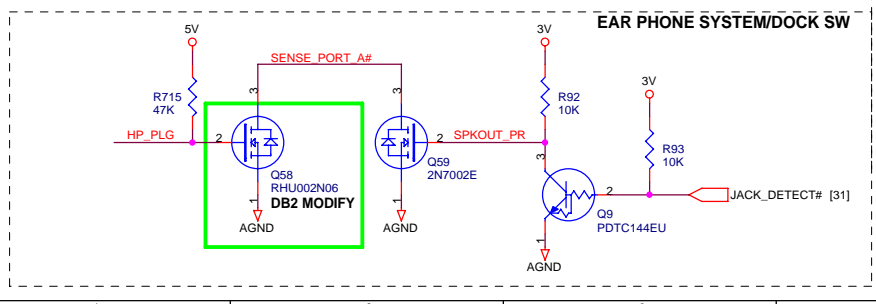 EAR PHONE SYSTEM/DOCK SW
5V
3V
SENSE_PORT_A#
3V
R715
47K
3
3
R92
10K
HP_PLG
2
2
SPKOUT_PR
R93
10K
Q58
RHU002N06
DB2 MODIFY
Q59
2N7002E
3
2
JACK_DETECT# [31]
1
1
Q9
PDTC144EU
AGND
AGND
1
AGND